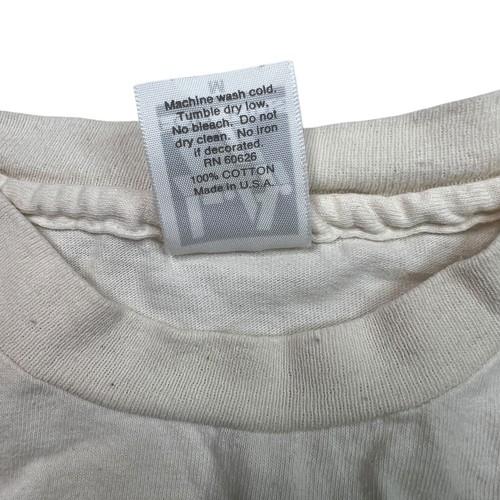 Machine wash cold.
Tumble dry low.
No bleach. Do not
dry clean. No iron
if decorated.
RN 60626
100% COTTON
Made in U.S.A.